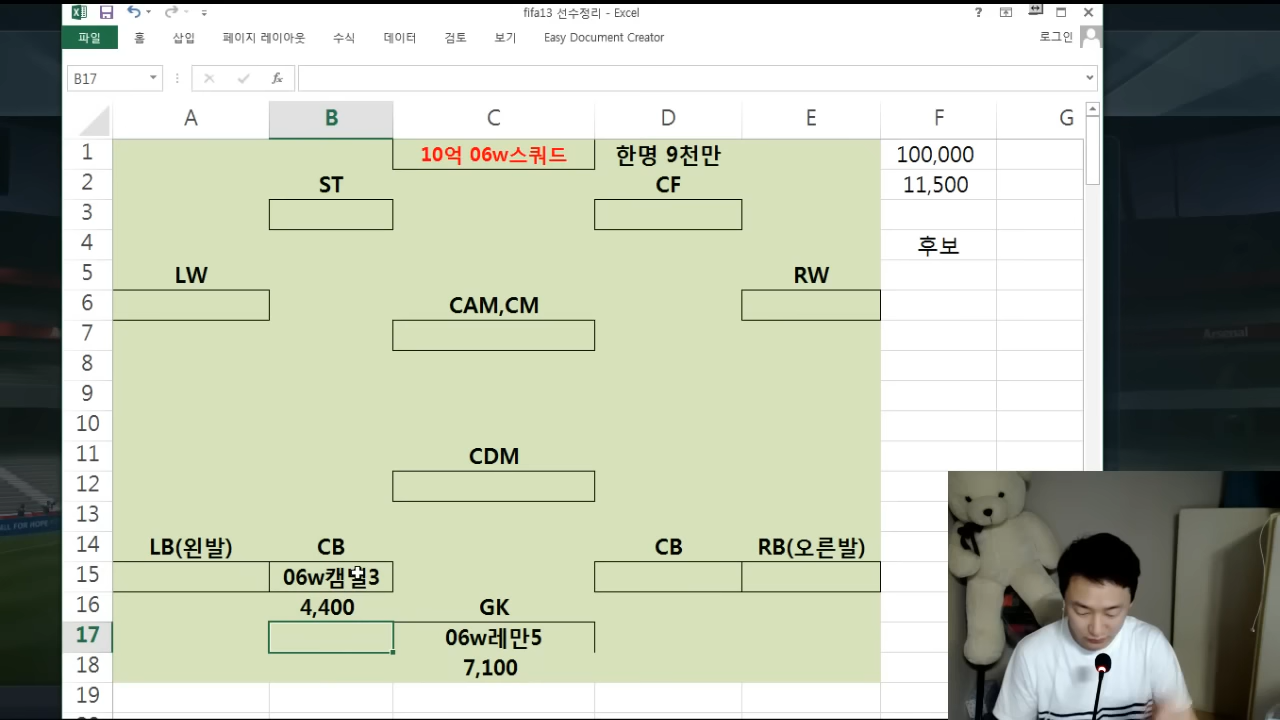 fifa13 선수정리 - Excel
?
파일 홈 삽입 페이지 레이아웃 수식 데이터 검토 보기 Easy Document Creator 로그인
B17 fx
A B C D E F G
1 10억 06w스쿼드 한명 9천만 100,000
2 ST CF 11,500
3
4 후보
5 LW RW
6 CAM,CM
7
8
9
10
11 CDM
12
13
14 LB(왼발) CB CB RB(오른발)
15 06w캠벨3
16 4,400 GK
17 06w레만5
18 7,100
19
Arsenal
ALL FOR HOPE